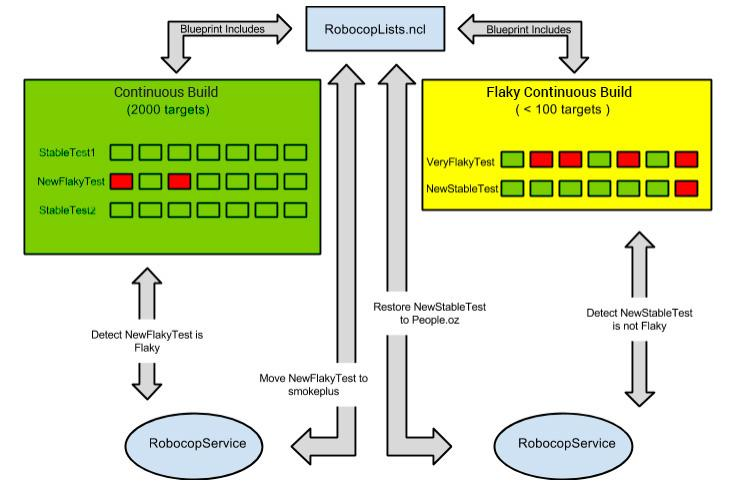 Blueprint Includes
RobocopLists.ncl
Blueprint Includes
Continuous Build
(2000 targets)
StableTest1
NewFlakyTest
StableTest2
Flaky Continuous Build
( < 100 targets )
VeryFlakyTest
NewStableTest
Detect NewFlakyTest is
Flaky
Move NewFlakyTest to
smokeplus
Restore NewStableTest
to People.oz
Detect NewStableTest
is not Flaky
RobocopService
RobocopService